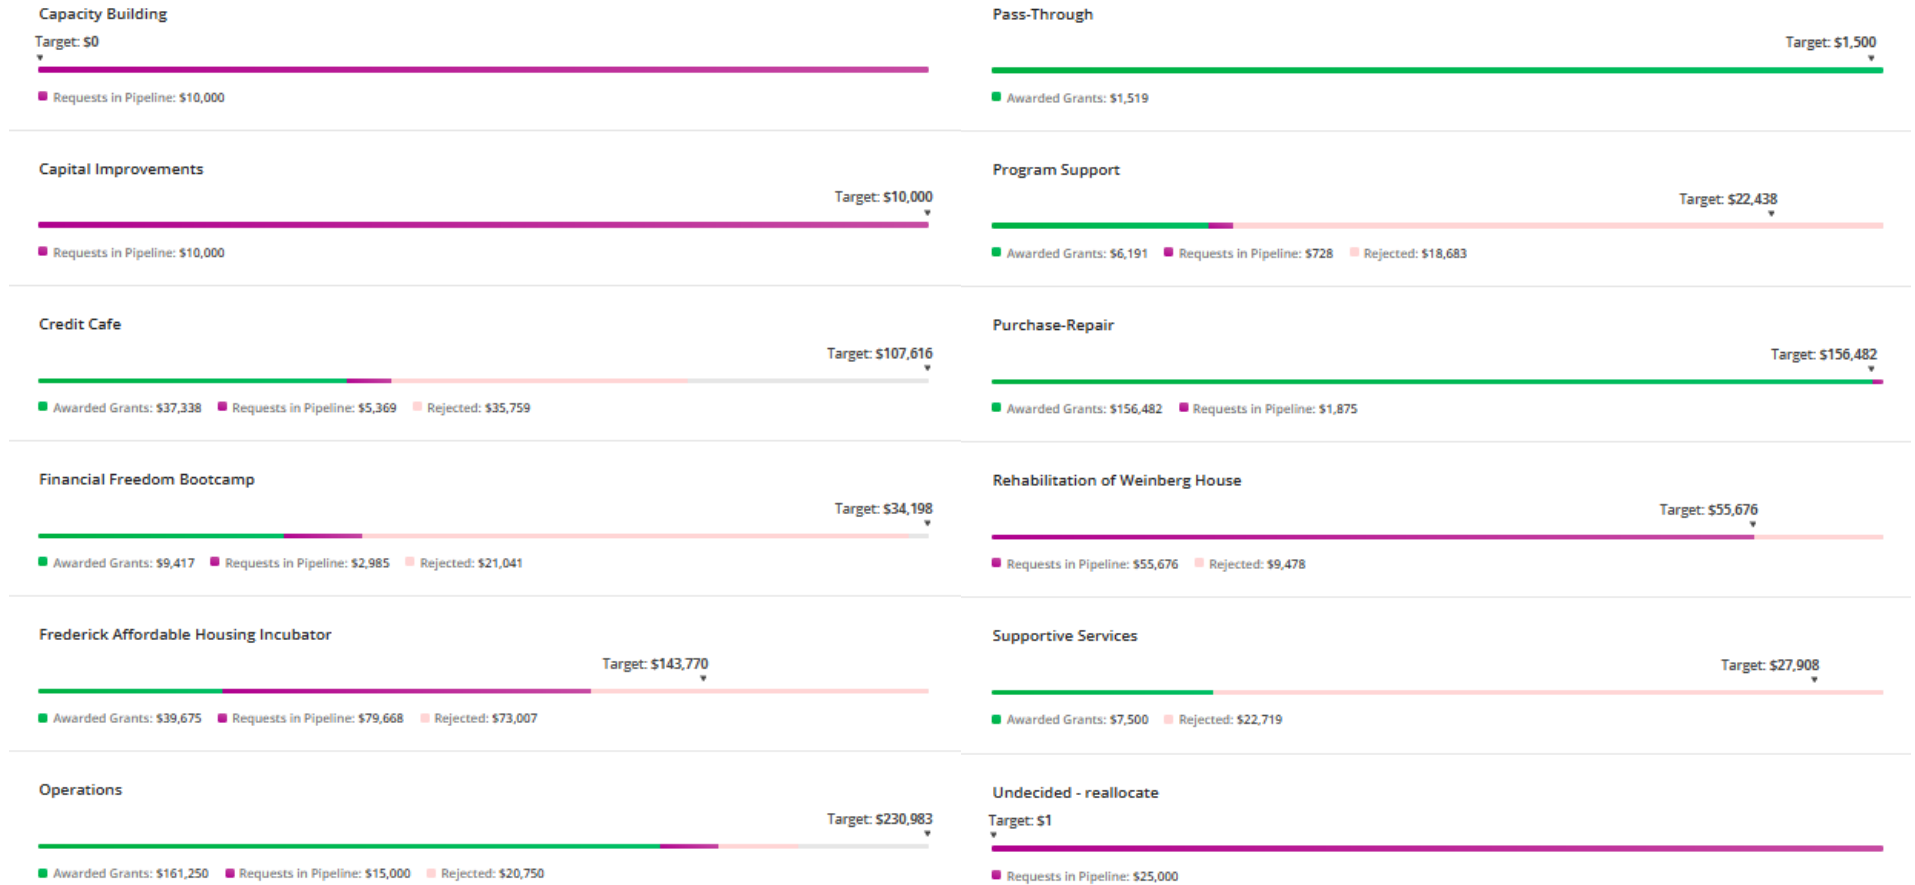 Capacity Building
Target: $0
Requests in Pipeline: $10,000
Capital Improvements
Target: $10,000
Requests in Pipeline: $10,000
Credit Cafe
Target: $107,616
Awarded Grants: $37,338 Requests in Pipeline: $5,369 Rejected: $35,759
Financial Freedom Bootcamp
Target: $34,198
Awarded Grants: $9,417 Requests in Pipeline: $2,985 Rejected: $21,041
Frederick Affordable Housing Incubator
Target: $143,770
Awarded Grants: $39,675 Requests in Pipeline: $79,668 Rejected: $73,007
Operations
Target: $230,983
Awarded Grants: $161,250 Requests in Pipeline: $15,000 Rejected: $20,750
Pass-Through
Target: $1,500
Awarded Grants: $1,519
Program Support
Target: $22,438
Awarded Grants: $6,191 Requests in Pipeline: $728 Rejected: $18,683
Purchase-Repair
Target: $156,482
Awarded Grants: $156,482 Requests in Pipeline: $1,875
Rehabilitation of Weinberg House
Target: $55,676
Requests in Pipeline: $55,676 Rejected: $9,478
Supportive Services
Target: $27,908
Awarded Grants: $7,500 Rejected: $22,719
Undecided - reallocate
Target: $1
Requests in Pipeline: $25,000